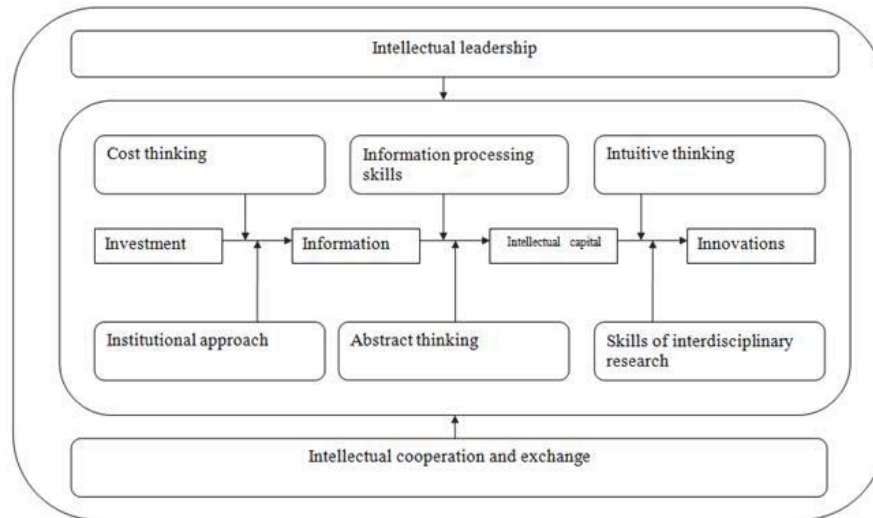 Intellectual leadership
Cost thinking
Information processing
skills
Intuitive thinking
Investment
Information
Intellectual capital
Innovations
Institutional approach
Abstract thinking
Skills of interdisciplinary
research
Intellectual cooperation and exchange